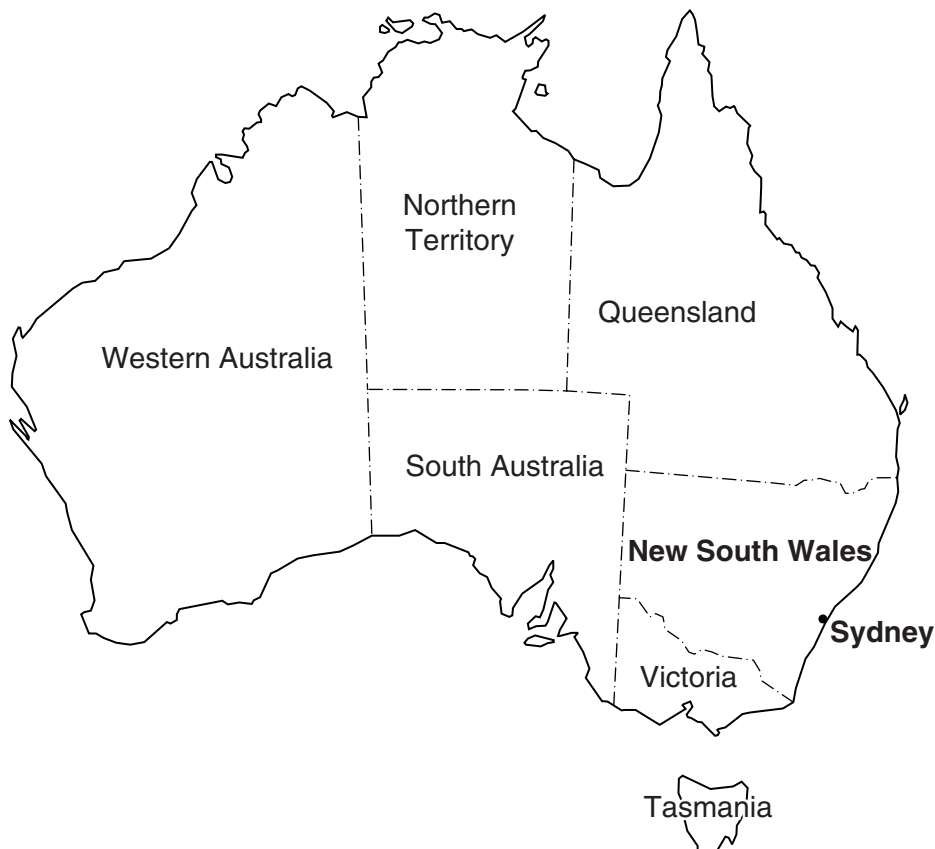 Northern
Territory
Queensland
Western Australia
South Australia
New South Wales
Sydney
Victoria
Tasmania